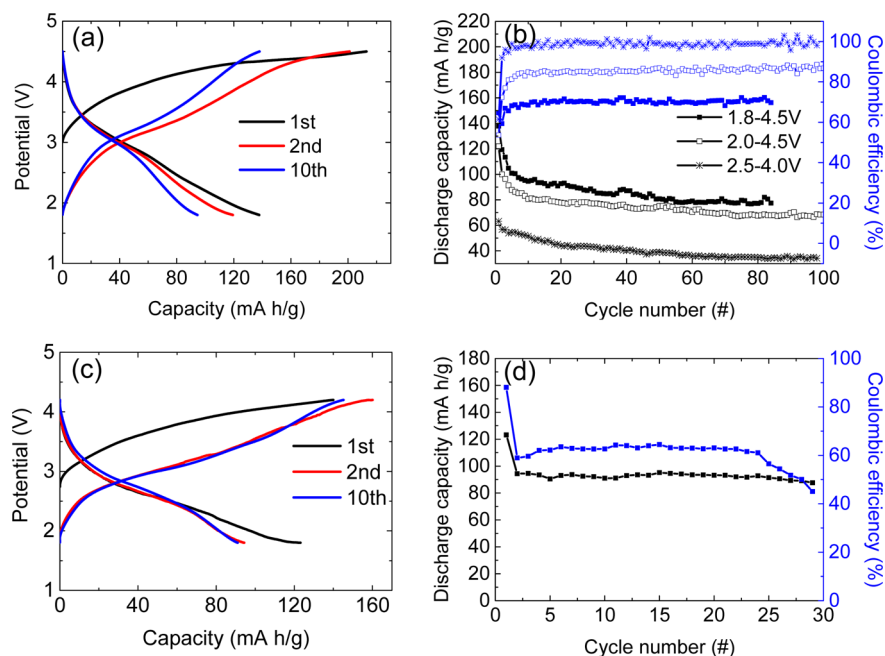 (a)
Potential (V)
5
4
3
2
1
1st
2nd
10th
0
40
80
120
160
200
Capacity (mA h/g)
(b)
Discharge capacity (mA h/g)
220
200
180
160
140
120
100
80
60
40
1.8-4.5V
2.0-4.5V
2.5-4.0V
100
80
60
40
20
0
Coulombic efficiency (%)
0
20
40
60
80
100
Cycle number (#)
(c)
Potential (V)
5
4
3
2
1
1st
2nd
10th
0
40
80
120
160
Capacity (mA h/g)
(d)
Discharge capacity (mA h/g)
180
160
140
120
100
80
60
40
20
0
100
80
60
40
20
0
Coulombic efficiency (%)
0
5
10
15
20
25
30
Cycle number (#)